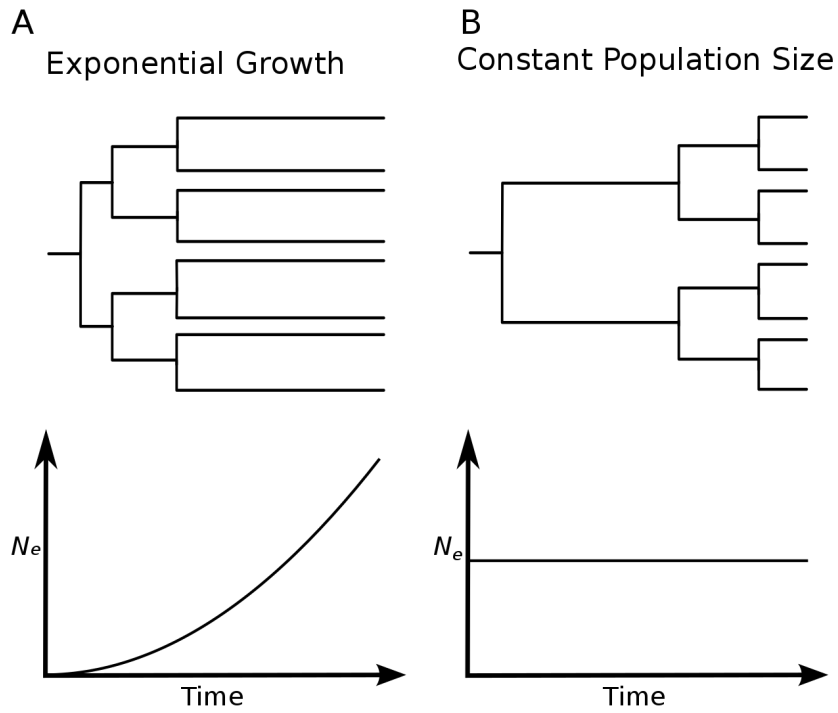 A
Exponential Growth
B
Constant Population Size
Ne
Time
Ne
Time